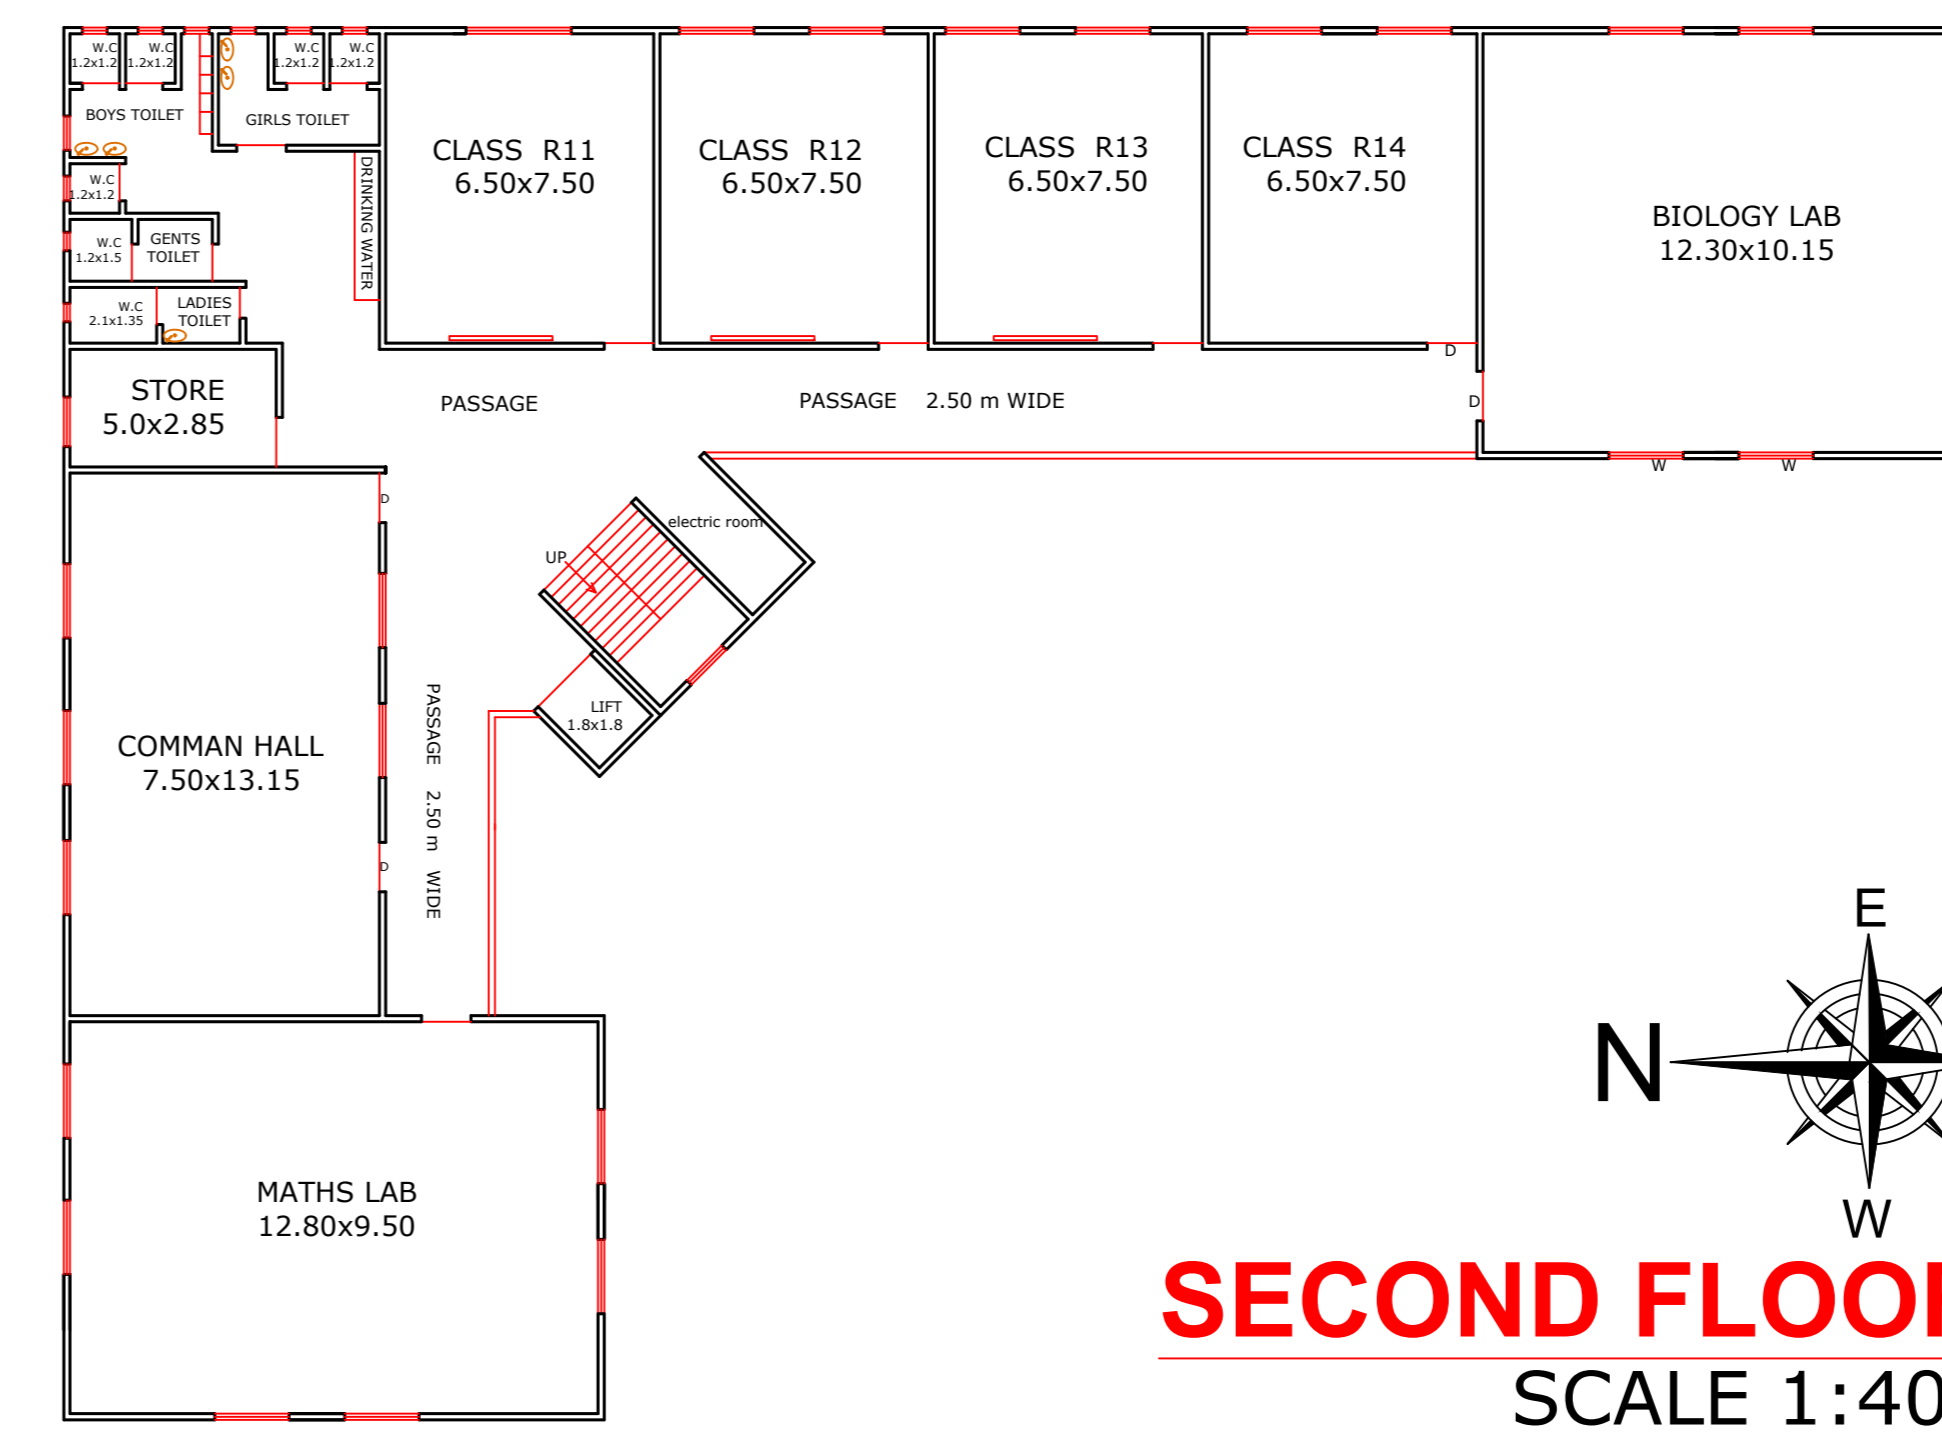 W.C
1.2x1.2
W.C
1.2x1.2
W.C
1.2x1.2
W.C
1.2x1.2
BOYS TOILET
GIRLS TOILET
W.C
1.2x1.2
W.C
1.2x1.5
GENTS
TOILET
W.C
2.1x1.35
LADIES
TOILET
DRINKING WATER
CLASS R11
6.50x7.50
CLASS R12
6.50x7.50
CLASS R13
6.50x7.50
CLASS R14
6.50x7.50
BIOLOGY LAB
12.30x10.15
D
D
W
W
STORE
5.0x2.85
PASSAGE
PASSAGE 2.50 m WIDE
D
electric room
UP
LIFT
1.8x1.8
PASSAGE 2.50 m WIDE
COMMAN HALL
7.50x13.15
D
MATHS LAB
12.80x9.50
E
N
W
SECOND FLOO
SCALE 1:40